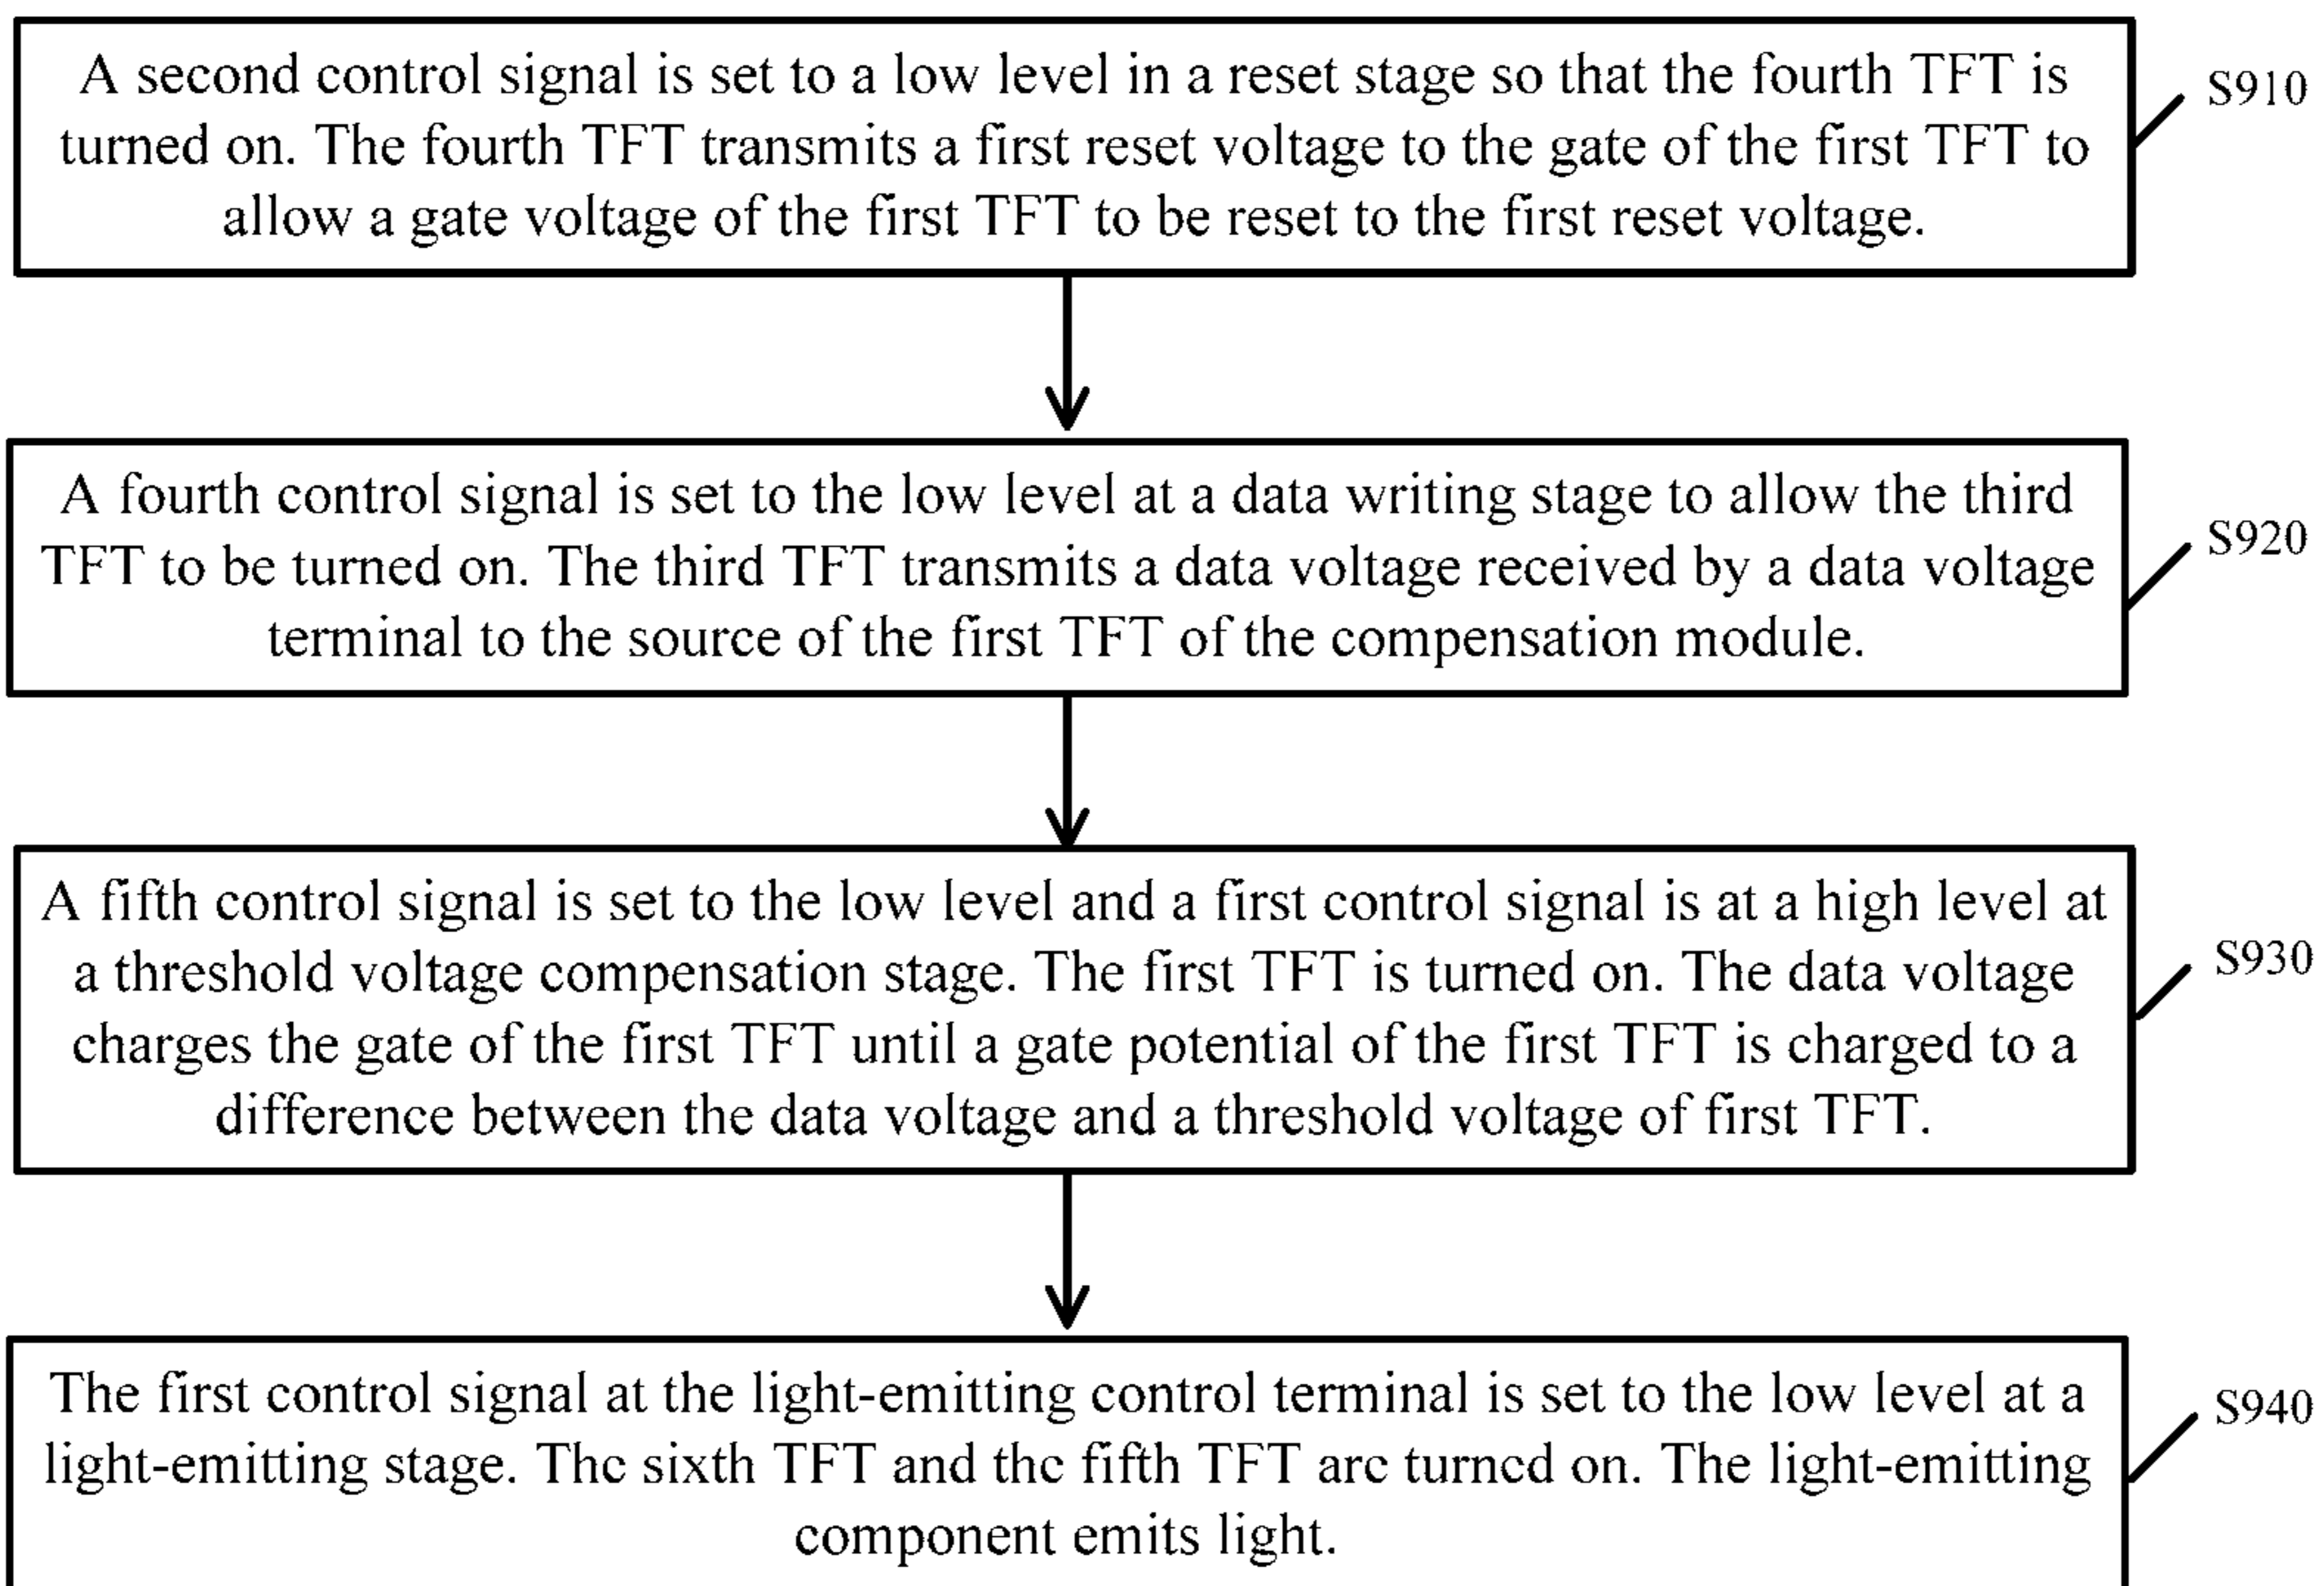 A second control signal is set to a low level in a reset stage so that the fourth TFT is
turned on. The fourth TFT transmits a first reset voltage to the gate of the first TFT to
allow a gate voltage of the first TFT to be reset to the first reset voltage.
S910
A fourth control signal is set to the low level at a data writing stage to allow the third
TFT to be turned on. The third TFT transmits a data voltage received by a data voltage
terminal to the source of the first TFT of the compensation module.
S920
A fifth control signal is set to the low level and a first control signal is at a high level at
a threshold voltage compensation stage. The first TFT is turned on. The data voltage
charges the gate of the first TFT until a gate potential of the first TFT is charged to a
difference between the data voltage and a threshold voltage of first TFT.
S930
The first control signal at the light-emitting control terminal is set to the low level at a
light-emitting stage. The sixth TFT and the fifth TFT are turned on. The light-emitting
component emits light.
S940